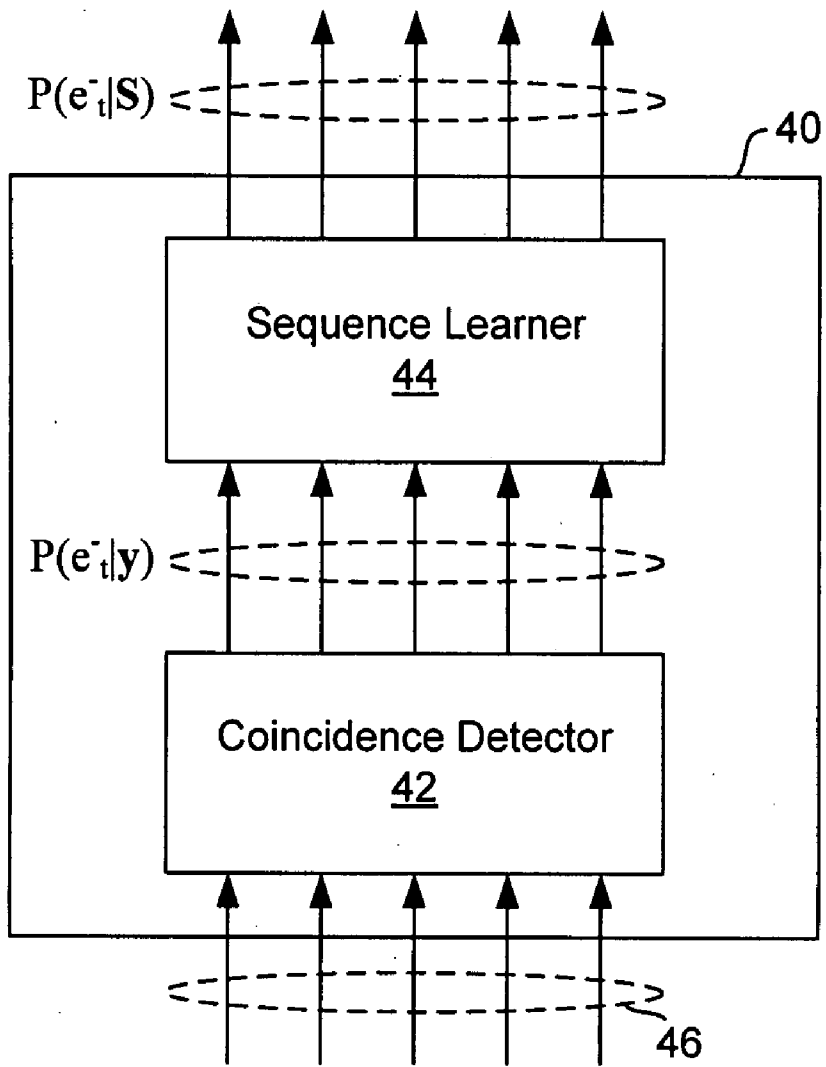 P(e⁻ₜ|S)
40
Sequence Learner
44
P(e⁻ₜ|y)
Coincidence Detector
42
46